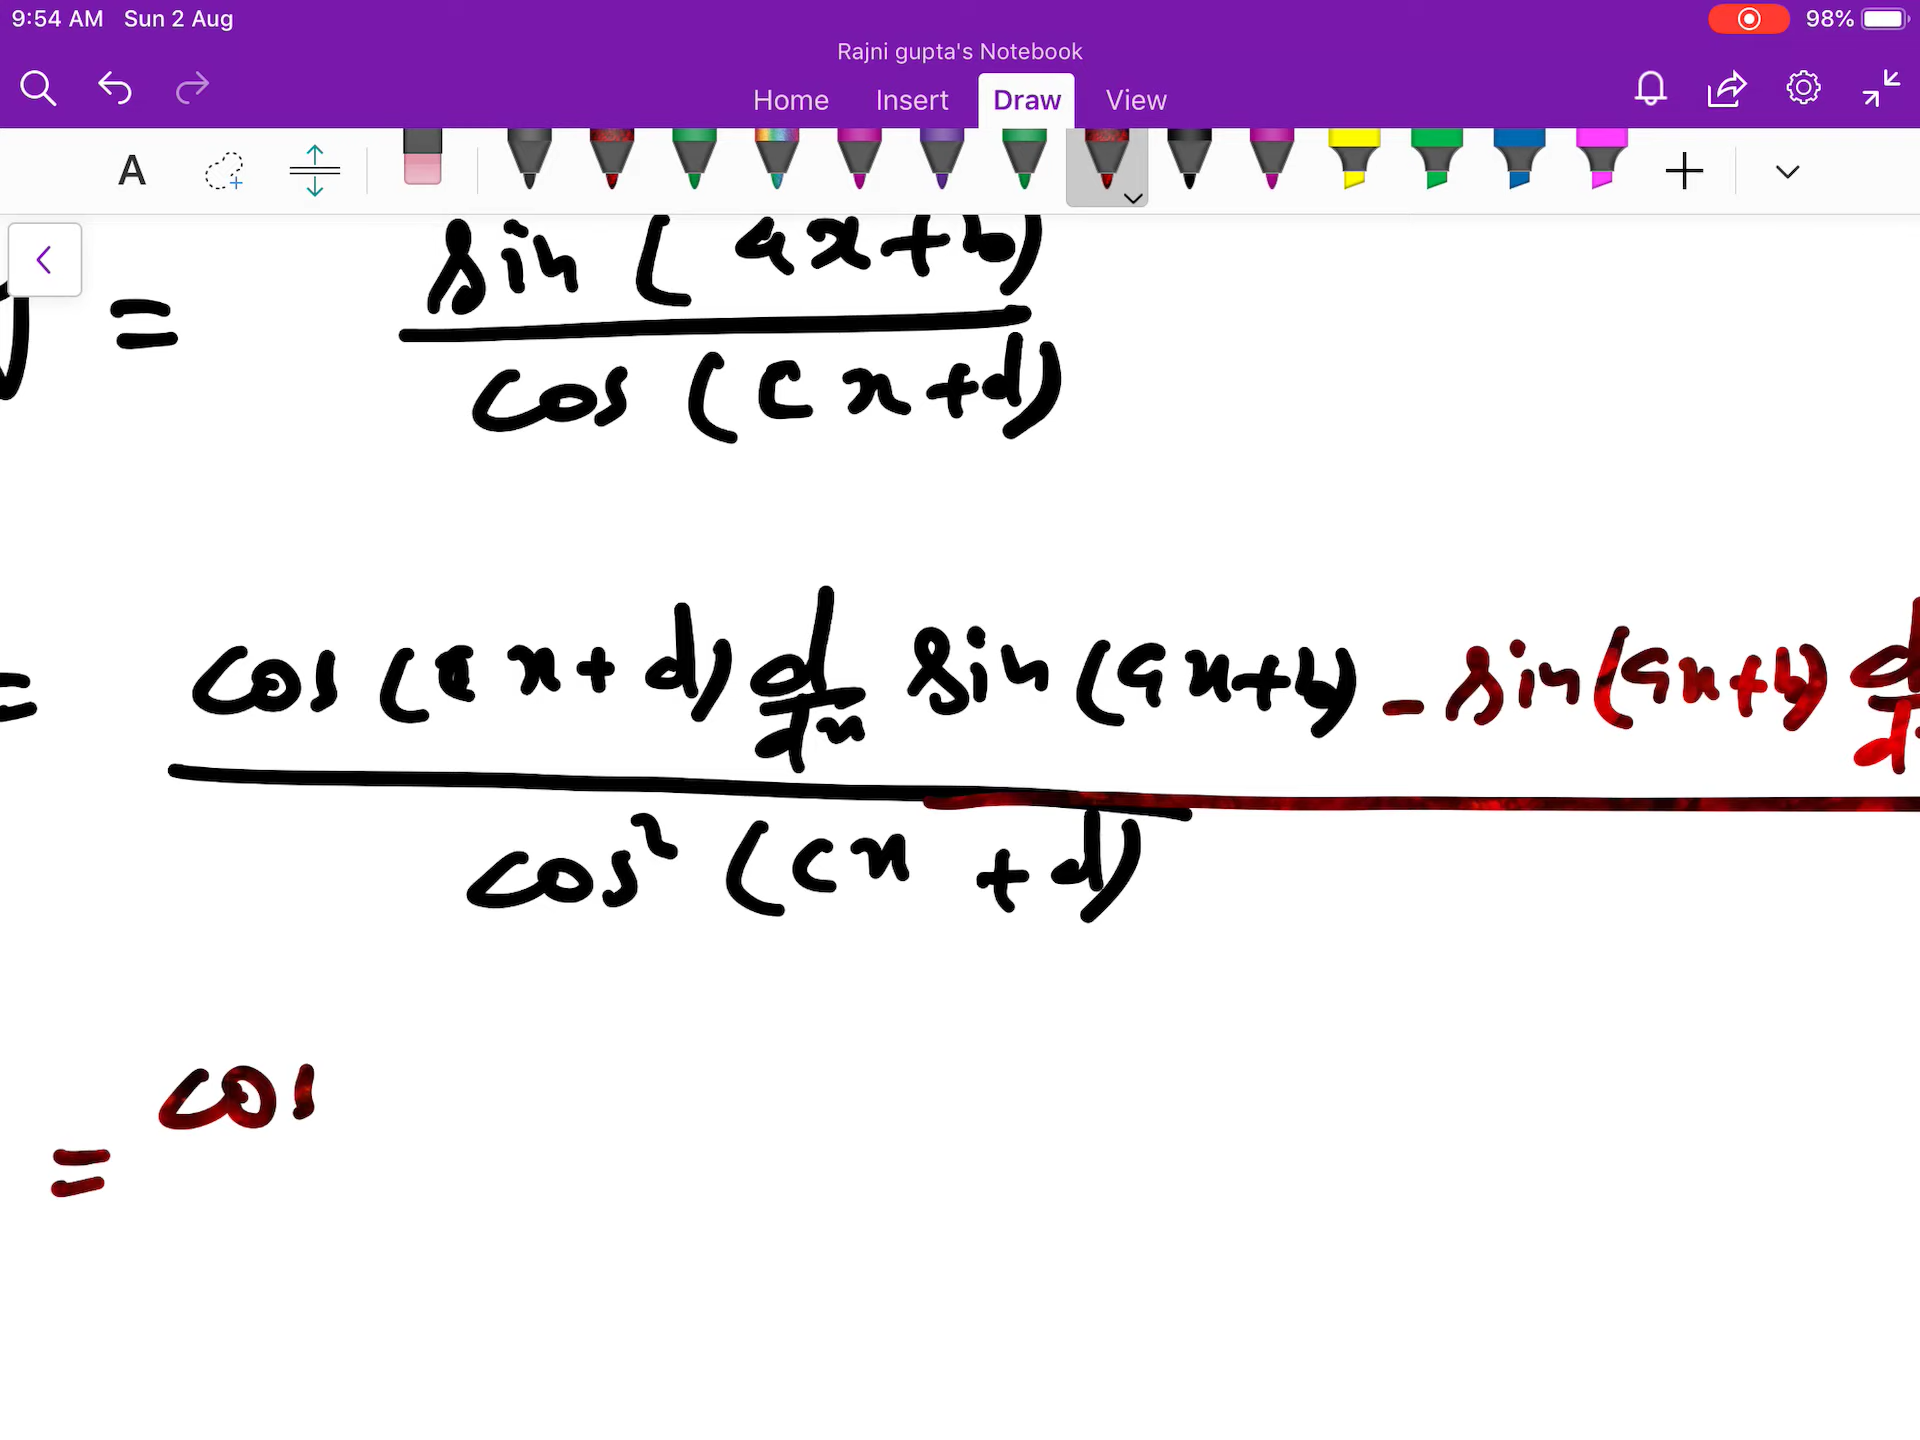 9:54 AM Sun 2 Aug
98%
Rajni gupta's Notebook
Home Insert Draw View
A
= sin (ax+b)
cos (cx+d)
= cos (cx+d) d/dx sin (ax+b) - sin(ax+b) d
cos² (cx + d)
cos
=